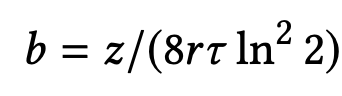 b = z/(8rτ ln² 2)